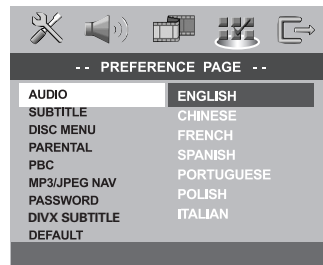 -- PREFERENCE PAGE --
AUDIO
SUBTITLE
DISC MENU
PARENTAL
PBC
MP3/JPEG NAV
PASSWORD
DIVX SUBTITLE
DEFAULT
ENGLISH
CHINESE
FRENCH
SPANISH
PORTUGUESE
POLISH
ITALIAN